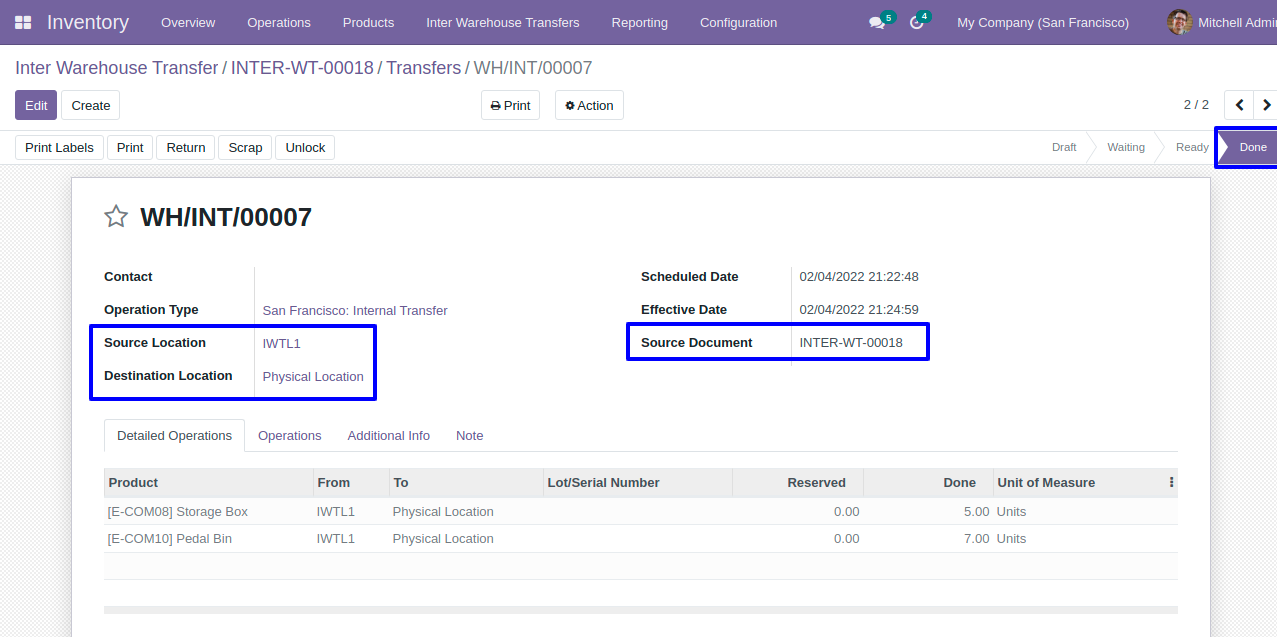 Inventory Overview Operations Products Inter Warehouse Transfers Reporting Configuration 5 4 My Company (San Francisco) Mitchell Admin
Inter Warehouse Transfer / INTER-WT-00018 / Transfers / WH/INT/00007
Edit Create Print Action 2 / 2
Print Labels Print Return Scrap Unlock Draft Waiting Ready Done
WH/INT/00007
Contact Scheduled Date 02/04/2022 21:22:48
Operation Type San Francisco: Internal Transfer Effective Date 02/04/2022 21:24:59
Source Location IWTL1 Source Document INTER-WT-00018
Destination Location Physical Location
Detailed Operations Operations Additional Info Note
Product From To Lot/Serial Number Reserved Done Unit of Measure
[E-COM08] Storage Box IWTL1 Physical Location 0.00 5.00 Units
[E-COM10] Pedal Bin IWTL1 Physical Location 0.00 7.00 Units